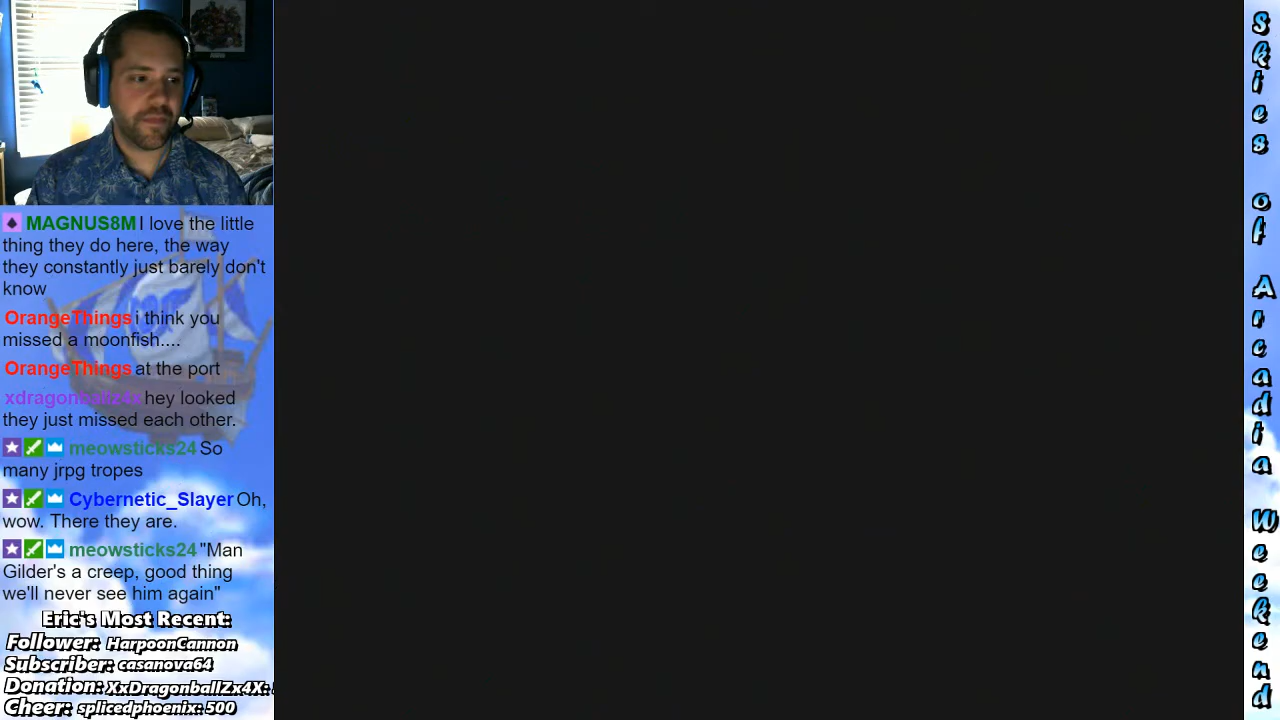 MAGNUS8M I love the little
thing they do here, the way
they constantly just barely don't
know
OrangeThings i think you
missed a moonfish....
OrangeThings at the port
xdragonballz4x hey looked
they just missed each other.
meowsticks24 So
many jrpg tropes
Cybernetic_Slayer Oh,
wow. There they are.
meowsticks24 "Man
Gilder's a creep, good thing
we'll never see him again"
Eric's Most Recent:
Follower: HarpoonCannon
Subscriber: casanova64
Donation: XxDragonballZx4X:
Cheer: splicedphoenix: 500
Skies of Arcadia Weekend